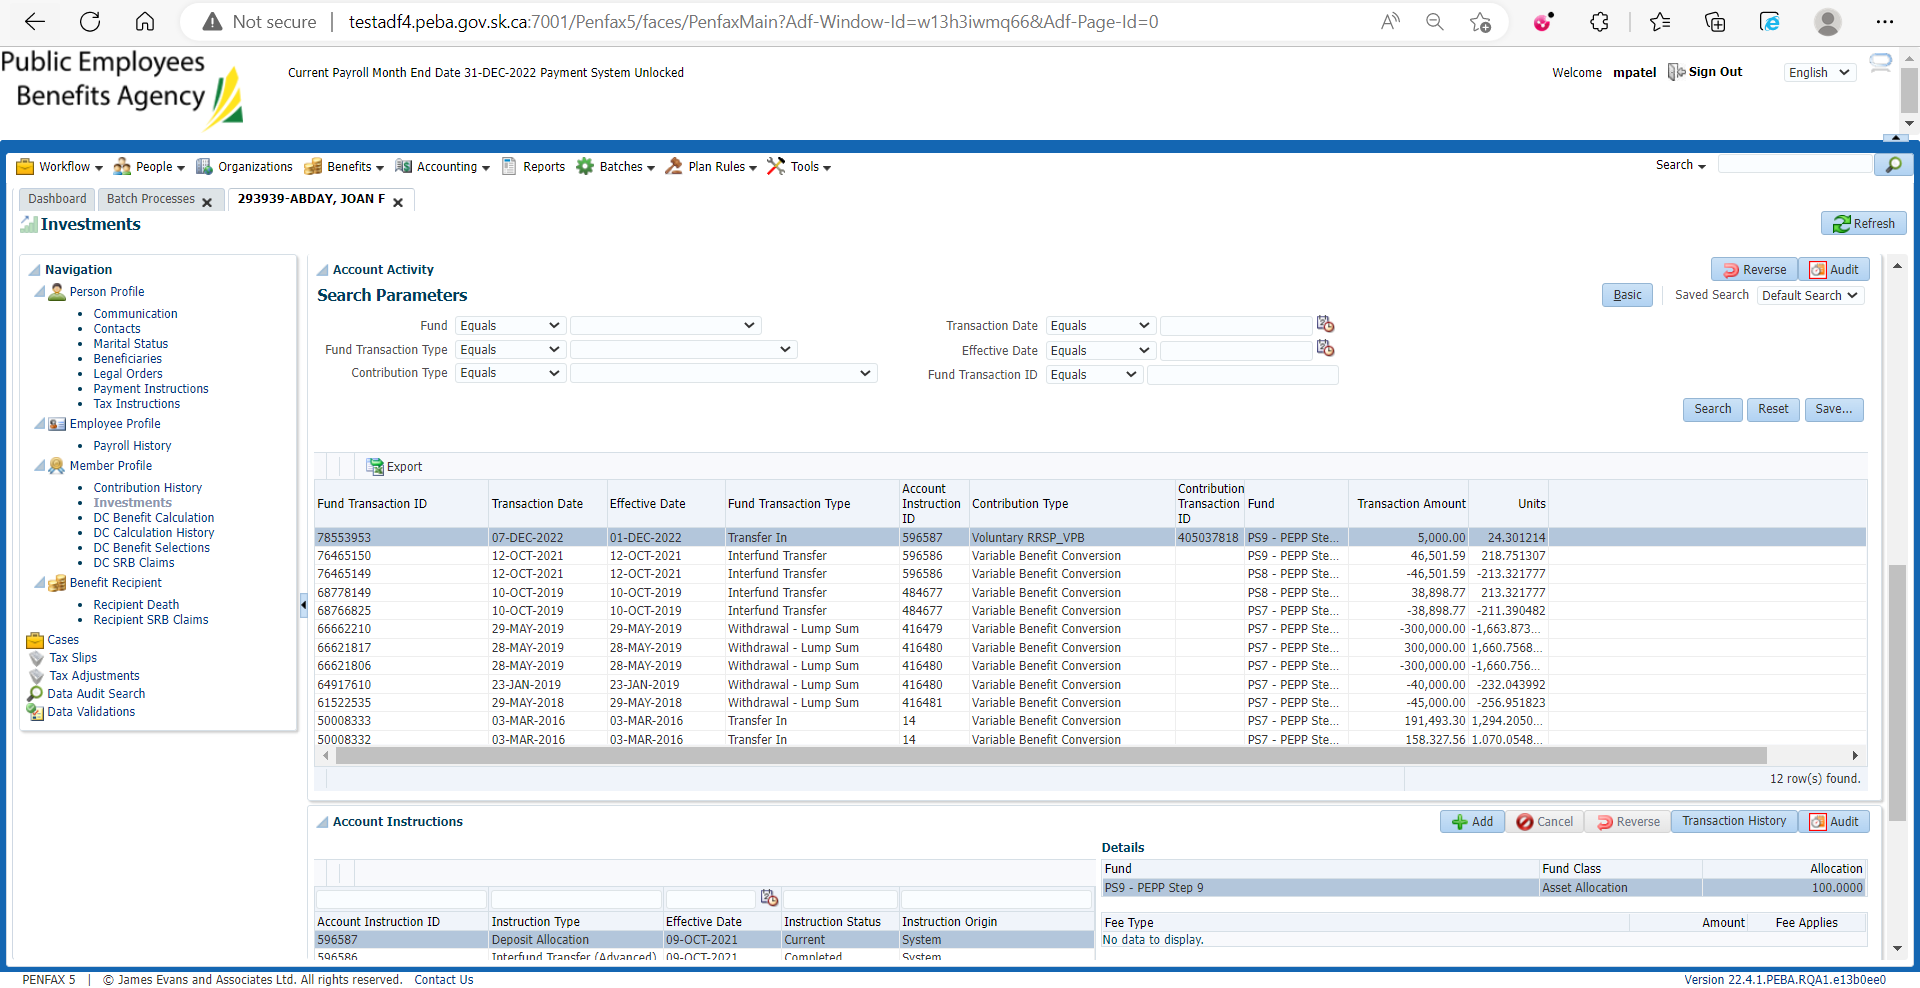 Not secure testadf4.peba.gov.sk.ca:7001/Penfax5/faces/PenfaxMain?Adf-Window-Id=w13h3iwmq66&Adf-Page-Id=0
Public Employees
Benefits Agency
Current Payroll Month End Date 31-DEC-2022 Payment System Unlocked
Welcome mpatel Sign Out English
Workflow People Organizations Benefits Accounting Reports Batches Plan Rules Tools Search
Dashboard Batch Processes 293939-ABDAY, JOAN F
Investments Refresh
Navigation
Person Profile
Communication
Contacts
Marital Status
Beneficiaries
Legal Orders
Payment Instructions
Tax Instructions
Employee Profile
Payroll History
Member Profile
Contribution History
Investments
DC Benefit Calculation
DC Calculation History
DC Benefit Selections
DC SRB Claims
Benefit Recipient
Recipient Death
Recipient SRB Claims
Cases
Tax Slips
Tax Adjustments
Data Audit Search
Data Validations
Account Activity Reverse Audit
Search Parameters Basic Saved Search Default Search
Fund Equals Transaction Date Equals
Fund Transaction Type Equals Effective Date Equals
Contribution Type Equals Fund Transaction ID Equals
Search Reset Save...
Export
Fund Transaction ID Transaction Date Effective Date Fund Transaction Type Account Instruction ID Contribution Type Contribution Transaction ID Fund Transaction Amount Units
78553953 07-DEC-2022 01-DEC-2022 Transfer In 596587 Voluntary RRSP_VPB 405037818 PS9 - PEPP Ste... 5,000.00 24.301214
76465150 12-OCT-2021 12-OCT-2021 Interfund Transfer 596586 Variable Benefit Conversion PS9 - PEPP Ste... 46,501.59 218.751307
76465149 12-OCT-2021 12-OCT-2021 Interfund Transfer 596586 Variable Benefit Conversion PS8 - PEPP Ste... -46,501.59 -213.321777
68778149 10-OCT-2019 10-OCT-2019 Interfund Transfer 484677 Variable Benefit Conversion PS8 - PEPP Ste... 38,898.77 213.321777
68766825 10-OCT-2019 10-OCT-2019 Interfund Transfer 484677 Variable Benefit Conversion PS7 - PEPP Ste... -38,898.77 -211.390482
66662210 29-MAY-2019 29-MAY-2019 Withdrawal - Lump Sum 416479 Variable Benefit Conversion PS7 - PEPP Ste... -300,000.00 -1,663.873...
66621817 28-MAY-2019 28-MAY-2019 Withdrawal - Lump Sum 416480 Variable Benefit Conversion PS7 - PEPP Ste... 300,000.00 1,660.7568...
66621806 28-MAY-2019 28-MAY-2019 Withdrawal - Lump Sum 416480 Variable Benefit Conversion PS7 - PEPP Ste... -300,000.00 -1,660.756...
64917610 23-JAN-2019 23-JAN-2019 Withdrawal - Lump Sum 416480 Variable Benefit Conversion PS7 - PEPP Ste... -40,000.00 -232.043992
61522535 29-MAY-2018 29-MAY-2018 Withdrawal - Lump Sum 416481 Variable Benefit Conversion PS7 - PEPP Ste... -45,000.00 -256.951823
50008333 03-MAR-2016 03-MAR-2016 Transfer In 14 Variable Benefit Conversion PS7 - PEPP Ste... 191,493.30 1,294.2050...
50008332 03-MAR-2016 03-MAR-2016 Transfer In 14 Variable Benefit Conversion PS7 - PEPP Ste... 158,327.56 1,070.0548...
12 row(s) found.
Account Instructions Add Cancel Reverse Transaction History Audit
Account Instruction ID Instruction Type Effective Date Instruction Status Instruction Origin
596587 Deposit Allocation 09-OCT-2021 Current System
596586 Interfund Transfer (Advanced) 09-OCT-2021 Completed System
Details
Fund Fund Class Allocation
PS9 - PEPP Step 9 Asset Allocation 100.0000
Fee Type Amount Fee Applies
No data to display.
PENFAX 5 | © James Evans and Associates Ltd. All rights reserved. Contact Us Version 22.4.1.PEBA.RQA1.e13b0ee0